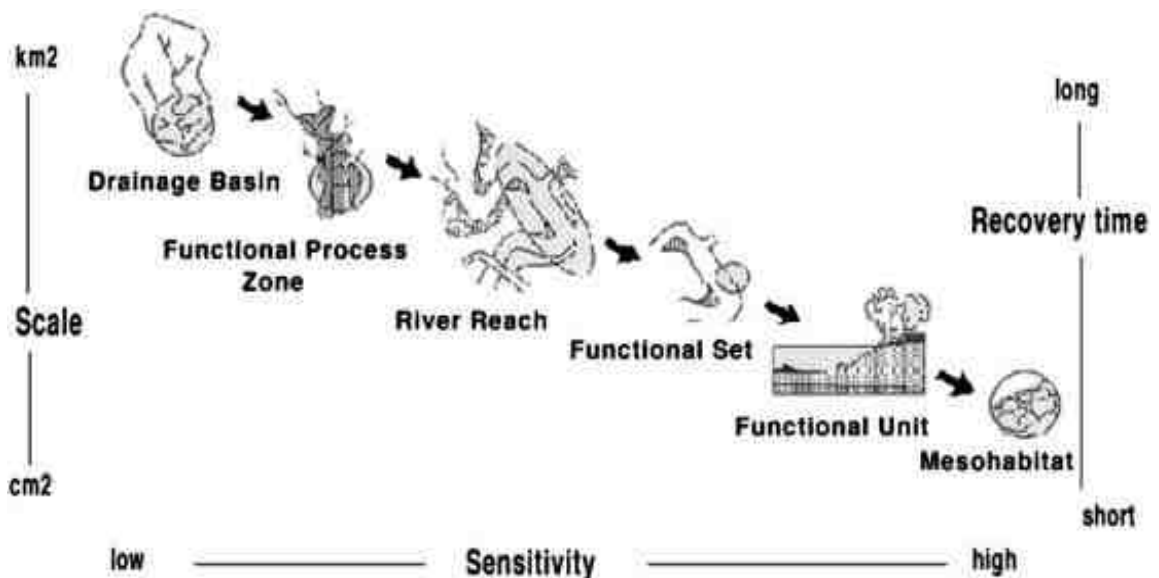 km2
long
Drainage Basin
Recovery time
Functional Process
Zone
Scale
River Reach
Functional Set
Functional Unit
Mesohabitat
cm2
short
low
Sensitivity
high